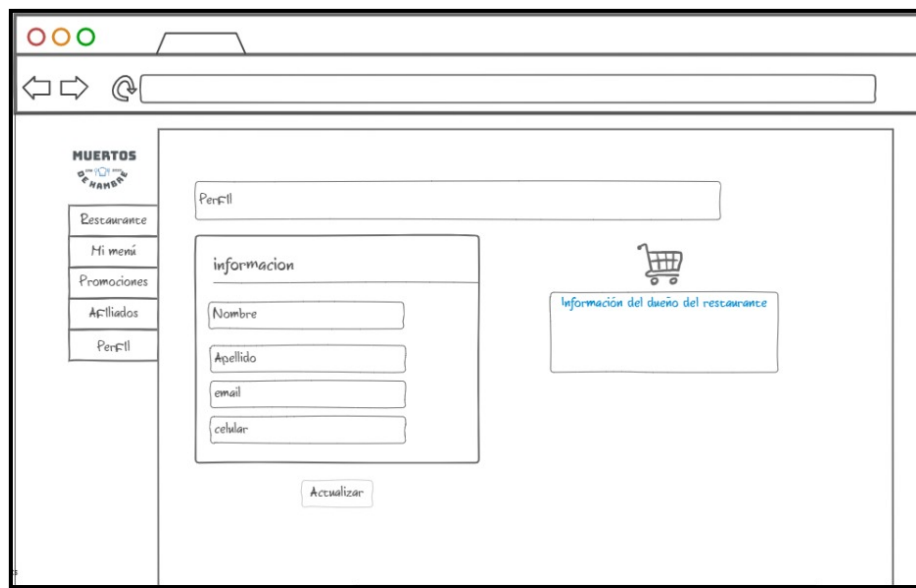 MUERTOS
DE HAMBRE
Restaurante
Mi menú
Promociones
Afiliados
Perfil
Perfil
informacion
Nombre
Apellido
email
celular
Actualizar
Información del dueño del restaurante